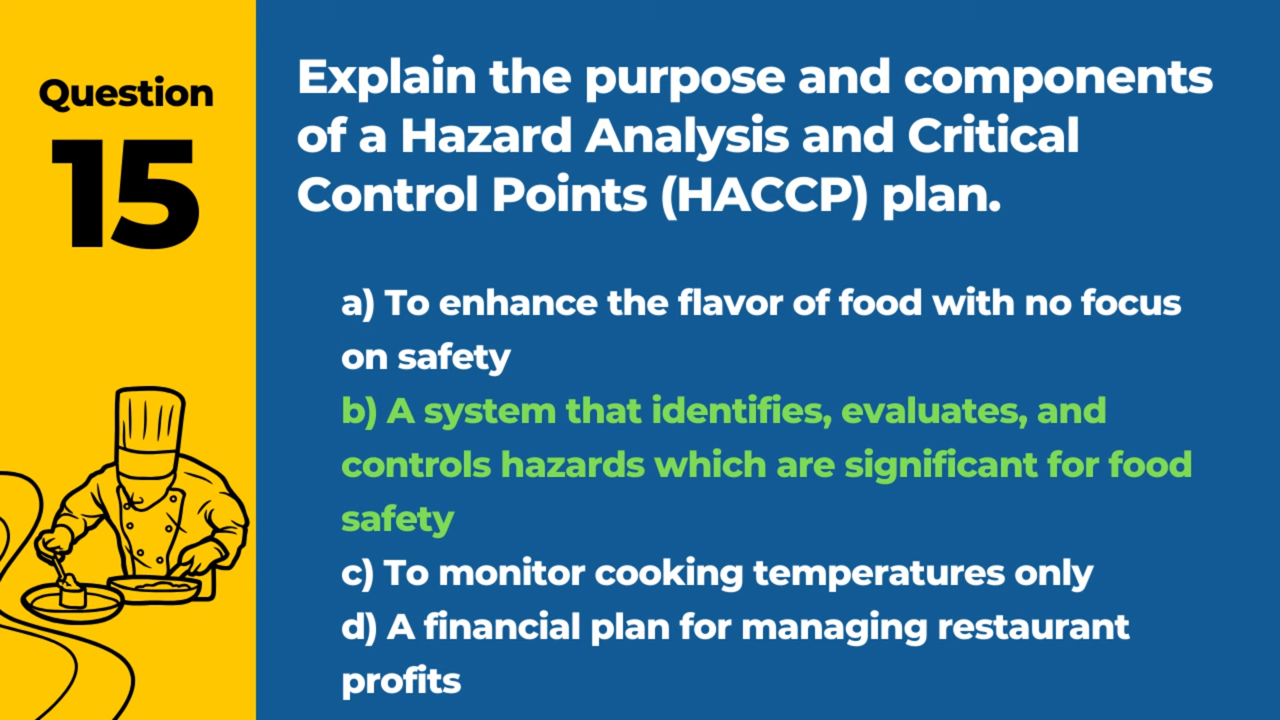 Question
15
Explain the purpose and components
of a Hazard Analysis and Critical
Control Points (HACCP) plan.
a) To enhance the flavor of food with no focus
on safety
b) A system that identifies, evaluates, and
controls hazards which are significant for food
safety
c) To monitor cooking temperatures only
d) A financial plan for managing restaurant
profits